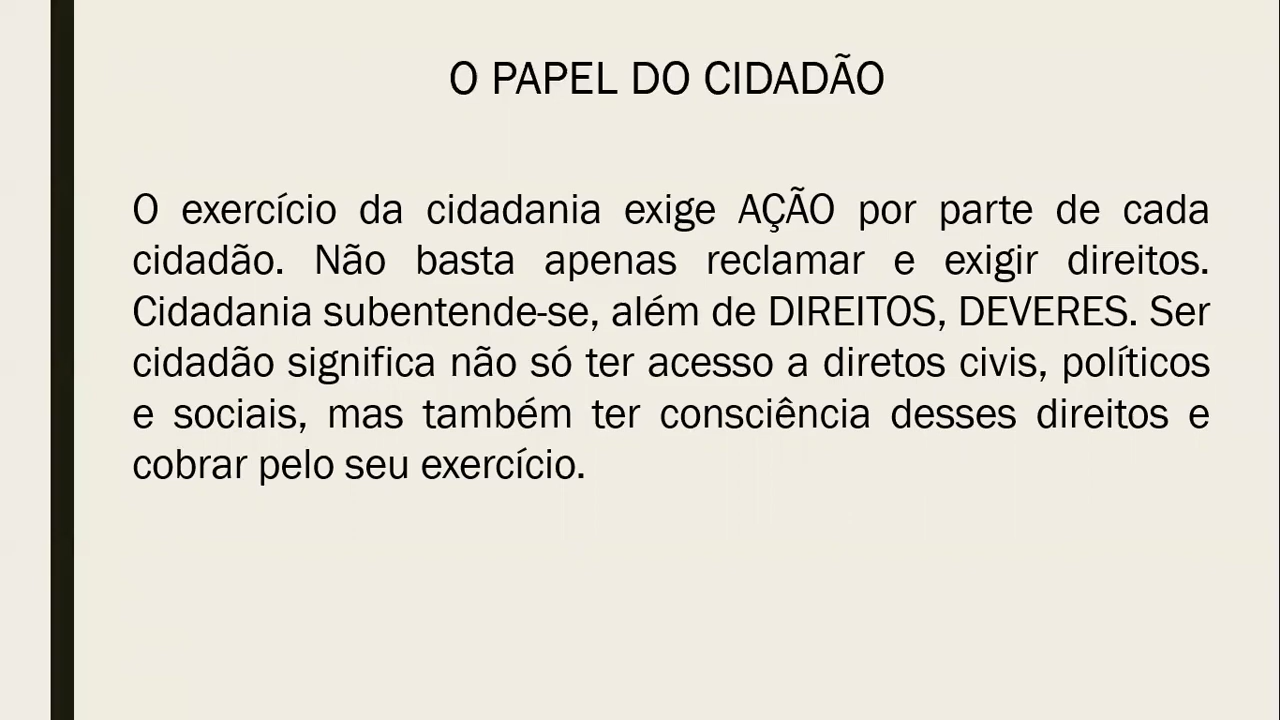 O PAPEL DO CIDADÃO
O exercício da cidadania exige AÇÃO por parte de cada
cidadão. Não basta apenas reclamar e exigir direitos.
Cidadania subentende-se, além de DIREITOS, DEVERES. Ser
cidadão significa não só ter acesso a diretos civis, políticos
e sociais, mas também ter consciência desses direitos e
cobrar pelo seu exercício.